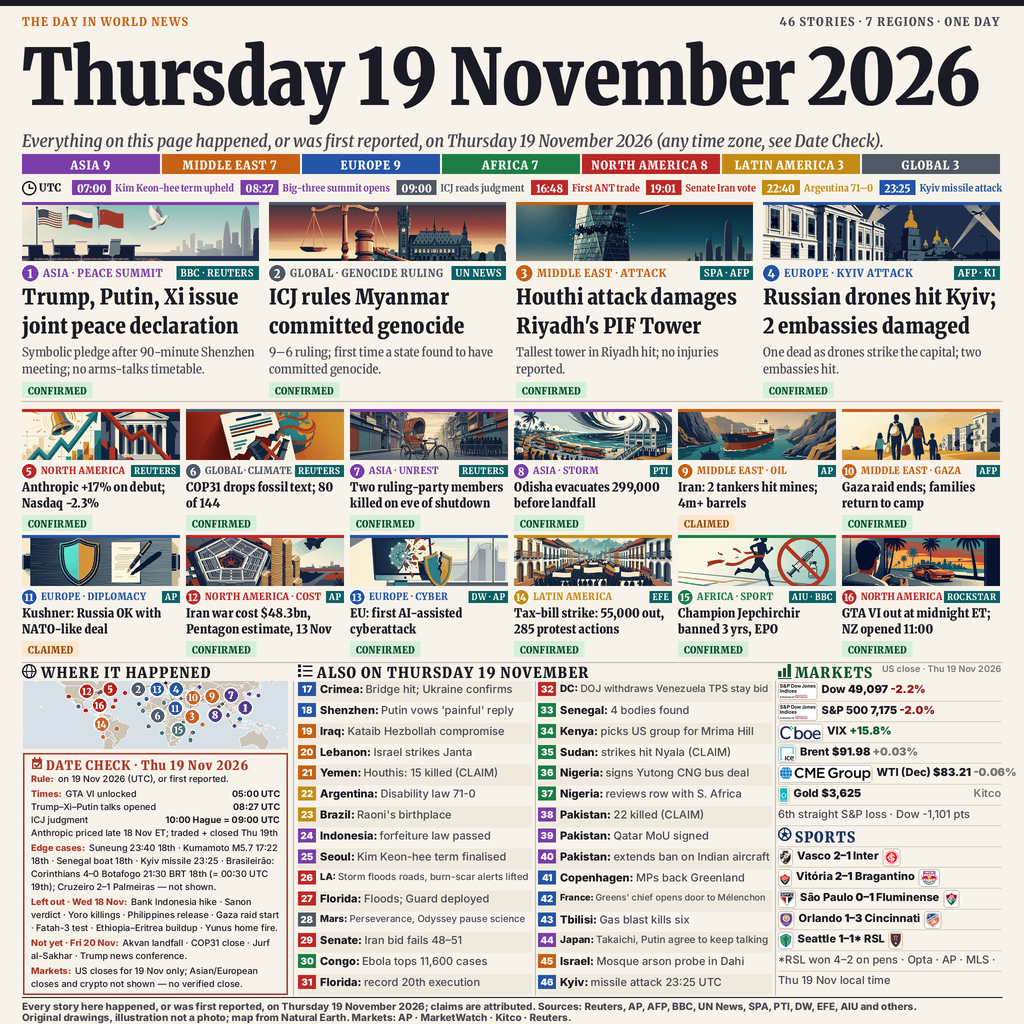 THE DAY IN WORLD NEWS
46 STORIES · 7 REGIONS · ONE DAY
Thursday 19 November 2026
Everything on this page happened, or was first reported, on Thursday 19 November 2026 (any time zone, see Date Check).
ASIA 9 MIDDLE EAST 7 EUROPE 9 AFRICA 7 NORTH AMERICA 8 LATIN AMERICA 3 GLOBAL 3
UTC 07:00 Kim Keon-hee term upheld 08:27 Big-three summit opens 09:00 ICJ reads judgment 16:48 First ANT trade 19:01 Senate Iran vote 22:40 Argentina 71–0 23:25 Kyiv missile attack
1 ASIA · PEACE SUMMIT BBC · REUTERS
Trump, Putin, Xi issue
joint peace declaration
Symbolic pledge after 90-minute Shenzhen
meeting; no arms-talks timetable.
CONFIRMED
2 GLOBAL · GENOCIDE RULING UN NEWS
ICJ rules Myanmar
committed genocide
9–6 ruling; first time a state found to have
committed genocide.
CONFIRMED
3 MIDDLE EAST · ATTACK SPA · AFP
Houthi attack damages
Riyadh's PIF Tower
Tallest tower in Riyadh hit; no injuries
reported.
CONFIRMED
4 EUROPE · KYIV ATTACK AFP · KI
Russian drones hit Kyiv;
2 embassies damaged
One dead as drones strike the capital; two
embassies hit.
CONFIRMED
5 NORTH AMERICA REUTERS
Anthropic +17% on debut;
Nasdaq -2.3%
CONFIRMED
6 GLOBAL · CLIMATE REUTERS
COP31 drops fossil text; 80
of 144
CONFIRMED
7 ASIA · UNREST REUTERS
Two ruling-party members
killed on eve of shutdown
CONFIRMED
8 ASIA · STORM PTI
Odisha evacuates 299,000
before landfall
CONFIRMED
9 MIDDLE EAST · OIL AP
Iran: 2 tankers hit mines;
4m+ barrels
CLAIMED
10 MIDDLE EAST · GAZA AFP
Gaza raid ends; families
return to camp
CONFIRMED
11 EUROPE · DIPLOMACY AP
Kushner: Russia OK with
NATO-like deal
CLAIMED
12 NORTH AMERICA · COST AP
Iran war cost $48.3bn,
Pentagon estimate, 13 Nov
CONFIRMED
13 EUROPE · CYBER DW · AP
EU: first AI-assisted
cyberattack
CONFIRMED
14 LATIN AMERICA EFE
Tax-bill strike: 55,000 out,
285 protest actions
CONFIRMED
15 AFRICA · SPORT AIU · BBC
Champion Jepchirchir
banned 3 yrs, EPO
CONFIRMED
16 NORTH AMERICA ROCKSTAR
GTA VI out at midnight ET;
NZ opened 11:00
CONFIRMED
WHERE IT HAPPENED
12 5 2 13 4 10 9 7 16 11 1 14 6 3 15 8
DATE CHECK · Thu 19 Nov 2026
Rule: on 19 Nov 2026 (UTC), or first reported.
Times: GTA VI unlocked 05:00 UTC
Trump–Xi–Putin talks opened 08:27 UTC
ICJ judgment 10:00 Hague = 09:00 UTC
Anthropic priced late 18 Nov ET; traded + closed Thu 19th
Edge cases: Suneung 23:40 18th · Kumamoto M5.7 17:22
18th · Senegal boat 18th · Kyiv missile 23:25 · Brasileirão:
Corinthians 4–0 Botafogo 21:30 BRT 18th (= 00:30 UTC
19th); Cruzeiro 2–1 Palmeiras — not shown.
Left out · Wed 18 Nov: Bank Indonesia hike · Sanon
verdict · Yoro killings · Philippines release · Gaza raid start
· Fatah-3 test · Ethiopia–Eritrea buildup · Yunus home fire.
Not yet · Fri 20 Nov: Akvan landfall · COP31 close · Jurf
al-Sakhar · Trump news conference.
Markets: US closes for 19 Nov only; Asian/European
closes and crypto not shown — no verified close.
ALSO ON THURSDAY 19 NOVEMBER
17 Crimea: Bridge hit; Ukraine confirms
18 Shenzhen: Putin vows 'painful' reply
19 Iraq: Kataib Hezbollah compromise
20 Lebanon: Israel strikes Janta
21 Yemen: Houthis: 15 killed (CLAIM)
22 Argentina: Disability law 71-0
23 Brazil: Raoni's birthplace
24 Indonesia: forfeiture law passed
25 Seoul: Kim Keon-hee term finalised
26 LA: Storm floods roads, burn-scar alerts lifted
27 Florida: Floods; Guard deployed
28 Mars: Perseverance, Odyssey pause science
29 Senate: Iran bid fails 48–51
30 Congo: Ebola tops 11,600 cases
31 Florida: record 20th execution
32 DC: DOJ withdraws Venezuela TPS stay bid
33 Senegal: 4 bodies found
34 Kenya: picks US group for Mrima Hill
35 Sudan: strikes hit Nyala (CLAIM)
36 Nigeria: signs Yutong CNG bus deal
37 Nigeria: reviews row with S. Africa
38 Pakistan: 22 killed (CLAIM)
39 Pakistan: Qatar MoU signed
40 Pakistan: extends ban on Indian aircraft
41 Copenhagen: MPs back Greenland
42 France: Greens' chief opens door to Mélenchon
43 Tbilisi: Gas blast kills six
44 Japan: Takaichi, Putin agree to keep talking
45 Israel: Mosque arson probe in Dahi
46 Kyiv: missile attack 23:25 UTC
MARKETS US close · Thu 19 Nov 2026
S&P Dow Jones Indices Dow 49,097 -2.2%
S&P Dow Jones Indices S&P 500 7,175 -2.0%
Cboe VIX +15.8%
ice Brent $91.98 +0.03%
CME Group WTI (Dec) $83.21 -0.06%
Gold $3,625 Kitco
6th straight S&P loss · Dow -1,101 pts
SPORTS
Vasco 2–1 Inter
Vitória 2–1 Bragantino
São Paulo 0–1 Fluminense
Orlando 1–3 Cincinnati
Seattle 1–1* RSL
*RSL won 4–2 on pens · Opta · AP · MLS ·
Thu 19 Nov local time
Every story here happened, or was first reported, on Thursday 19 November 2026; claims are attributed. Sources: Reuters, AP, AFP, BBC, UN News, SPA, PTI, DW, EFE, AIU and others.
Original drawings, illustration not a photo; map from Natural Earth. Markets: AP · MarketWatch · Kitco · Reuters.